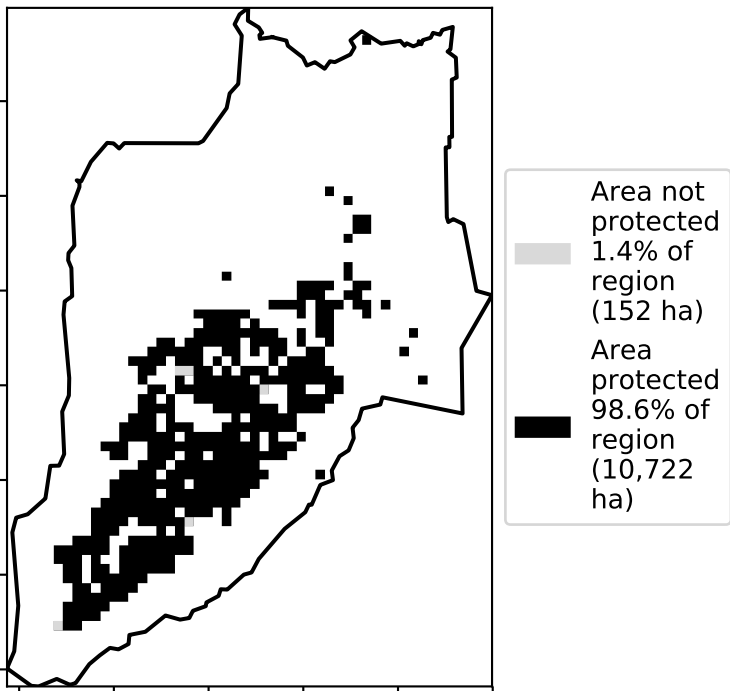 Area not
protected
1.4% of
region
(152 ha)
Area
protected
98.6% of
region
(10,722
ha)